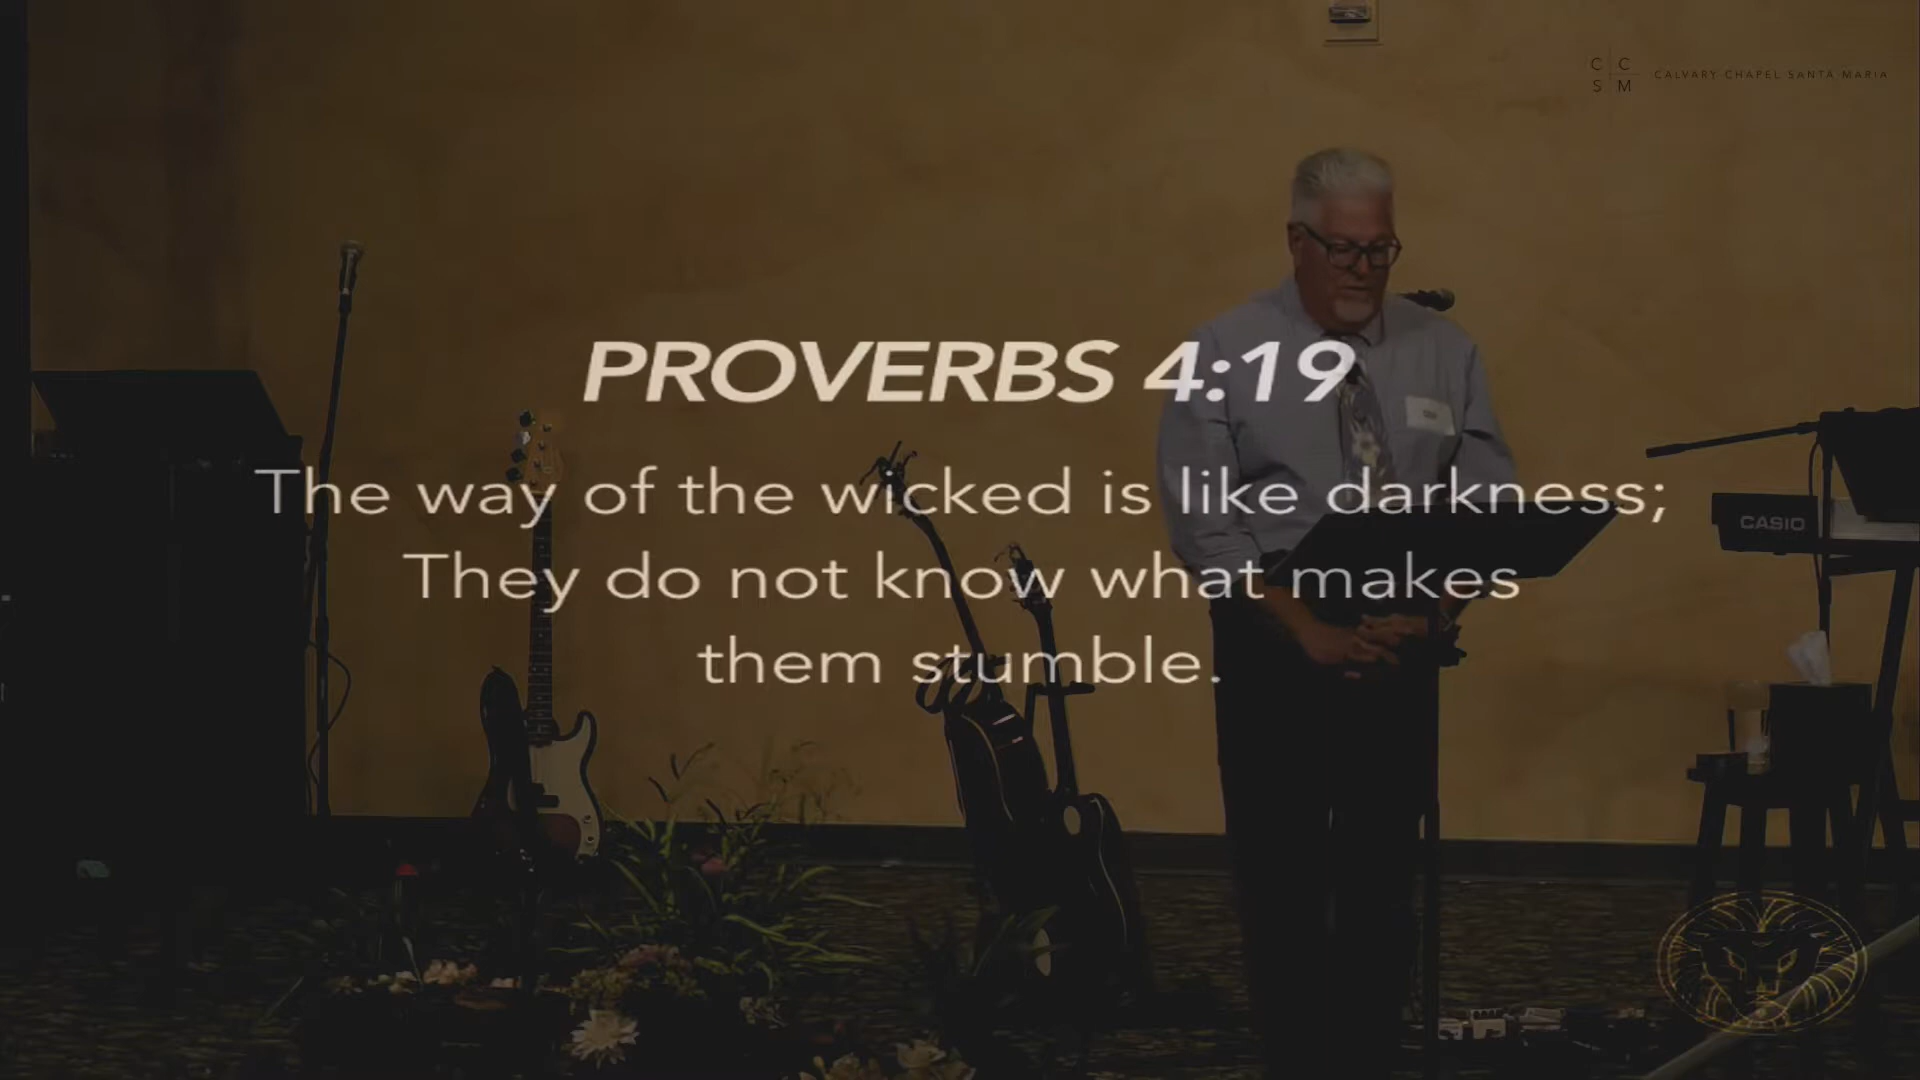 C C
S M
CALVARY CHAPEL SANTA MARIA
PROVERBS 4:19
The way of the wicked is like darkness;
They do not know what makes
them stumble.
CASIO